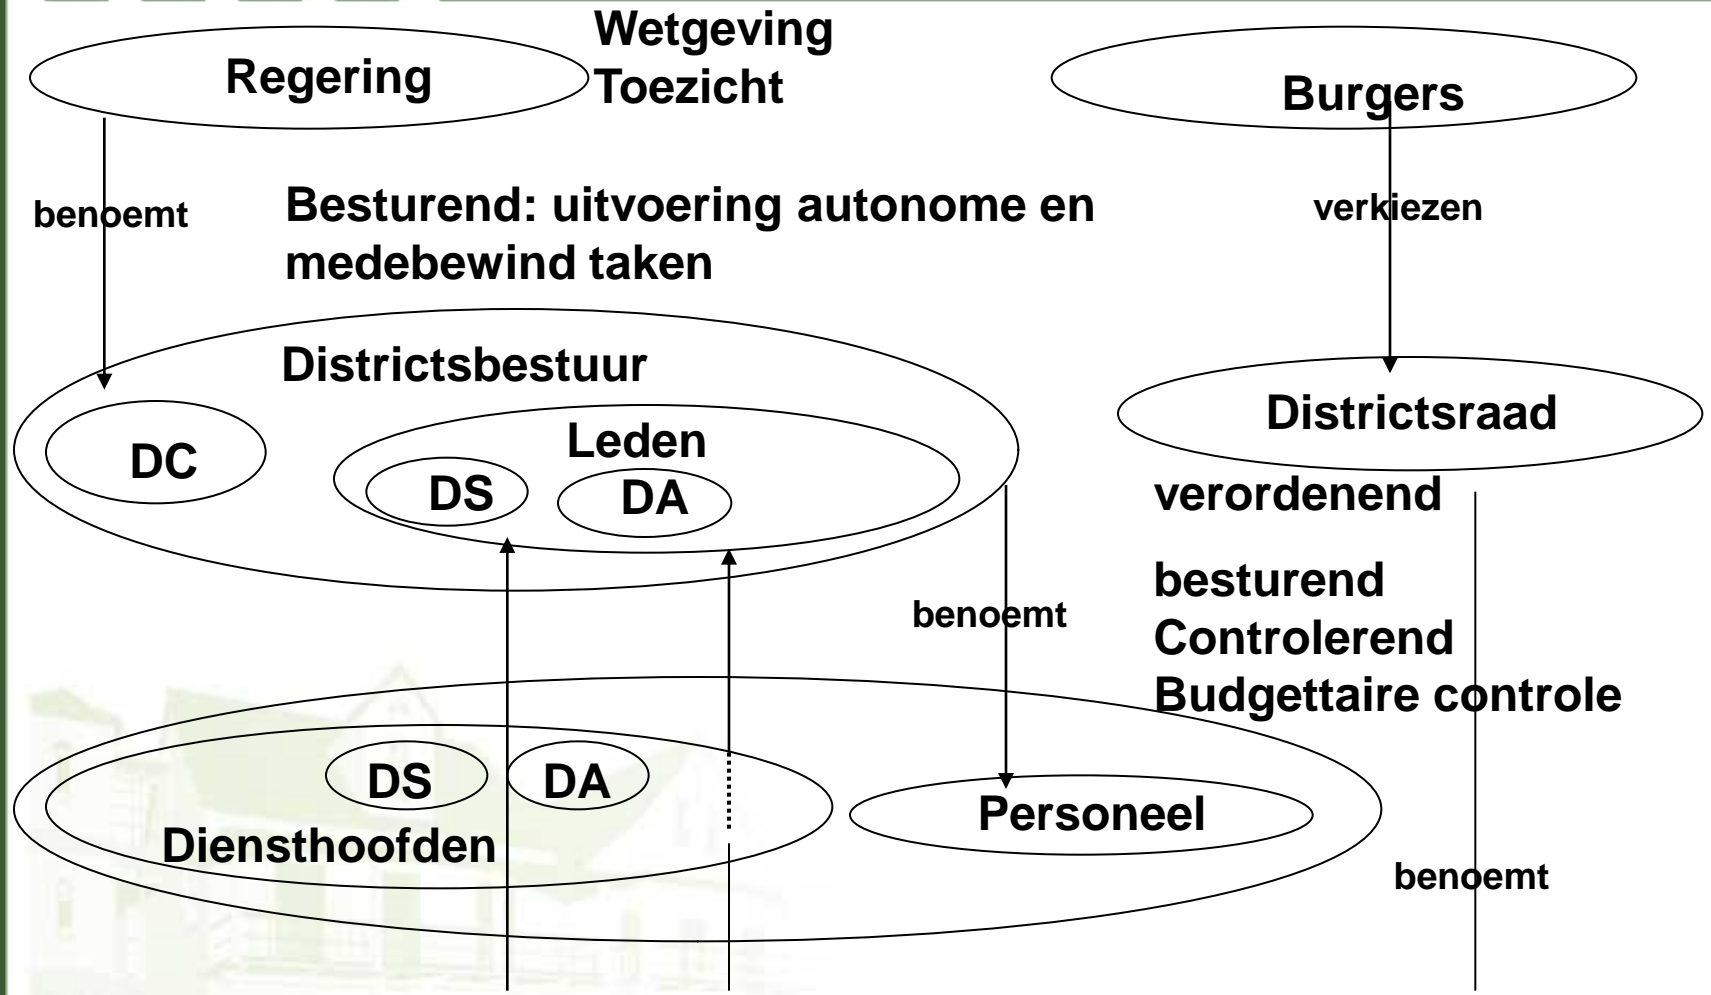 Wetgeving
Toezicht
Regering
Burgers
benoemt
Besturend: uitvoering autonome en
medebewind taken
verkiezen
Districtsbestuur
Districtsraad
DC
Leden
DS
DA
verordenend
besturend
Controlerend
Budgettaire controle
benoemt
DS
DA
Diensthoofden
Personeel
benoemt